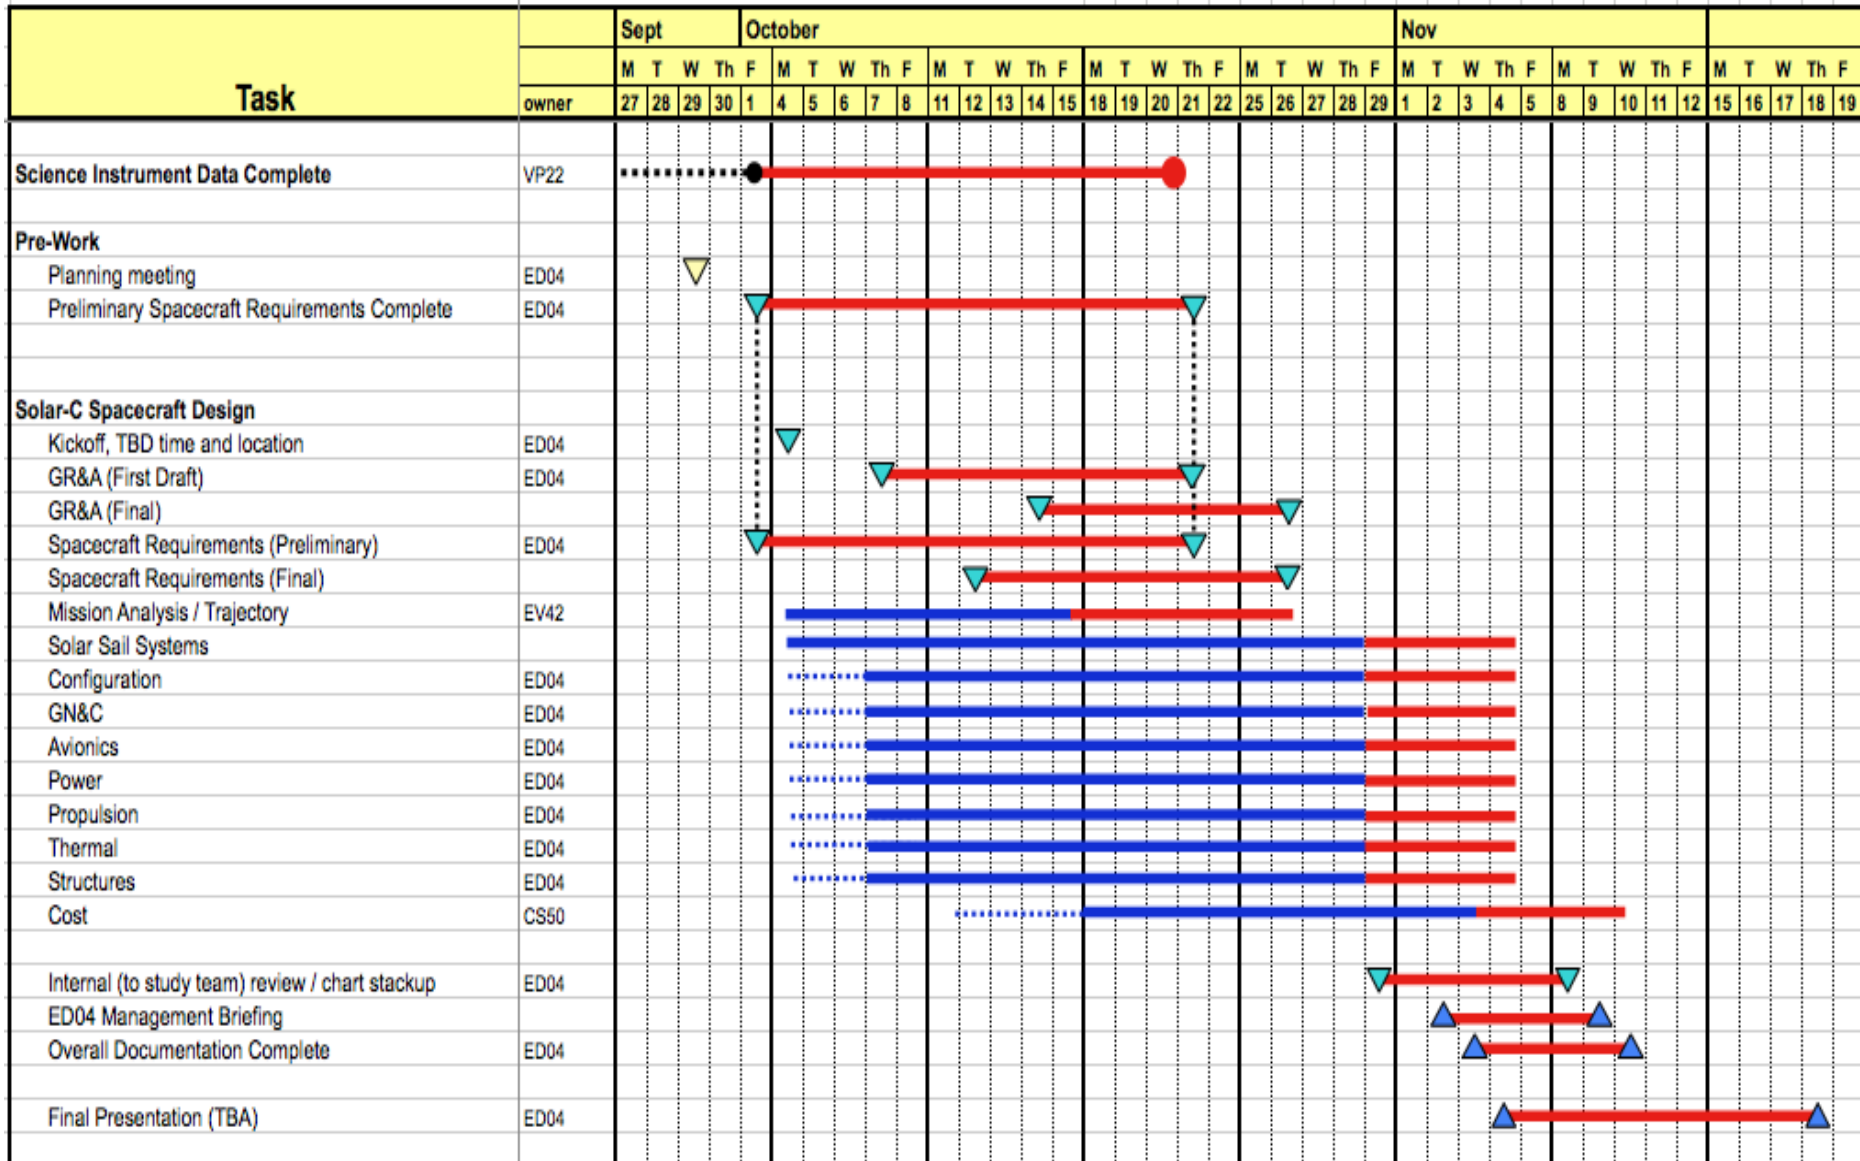 Sept October Nov
M T W Th F M T W Th F M T W Th F M T W Th F M T W Th F M T W Th F M T W Th F M T W Th F
Task owner 27 28 29 30 1 4 5 6 7 8 11 12 13 14 15 18 19 20 21 22 25 26 27 28 29 1 2 3 4 5 8 9 10 11 12 15 16 17 18 19
Science Instrument Data Complete VP22
Pre-Work
Planning meeting ED04
Preliminary Spacecraft Requirements Complete ED04
Solar-C Spacecraft Design
Kickoff, TBD time and location ED04
GR&A (First Draft) ED04
GR&A (Final)
Spacecraft Requirements (Preliminary) ED04
Spacecraft Requirements (Final)
Mission Analysis / Trajectory EV42
Solar Sail Systems
Configuration ED04
GN&C ED04
Avionics ED04
Power ED04
Propulsion ED04
Thermal ED04
Structures ED04
Cost CS50
Internal (to study team) review / chart stackup ED04
ED04 Management Briefing
Overall Documentation Complete ED04
Final Presentation (TBA) ED04